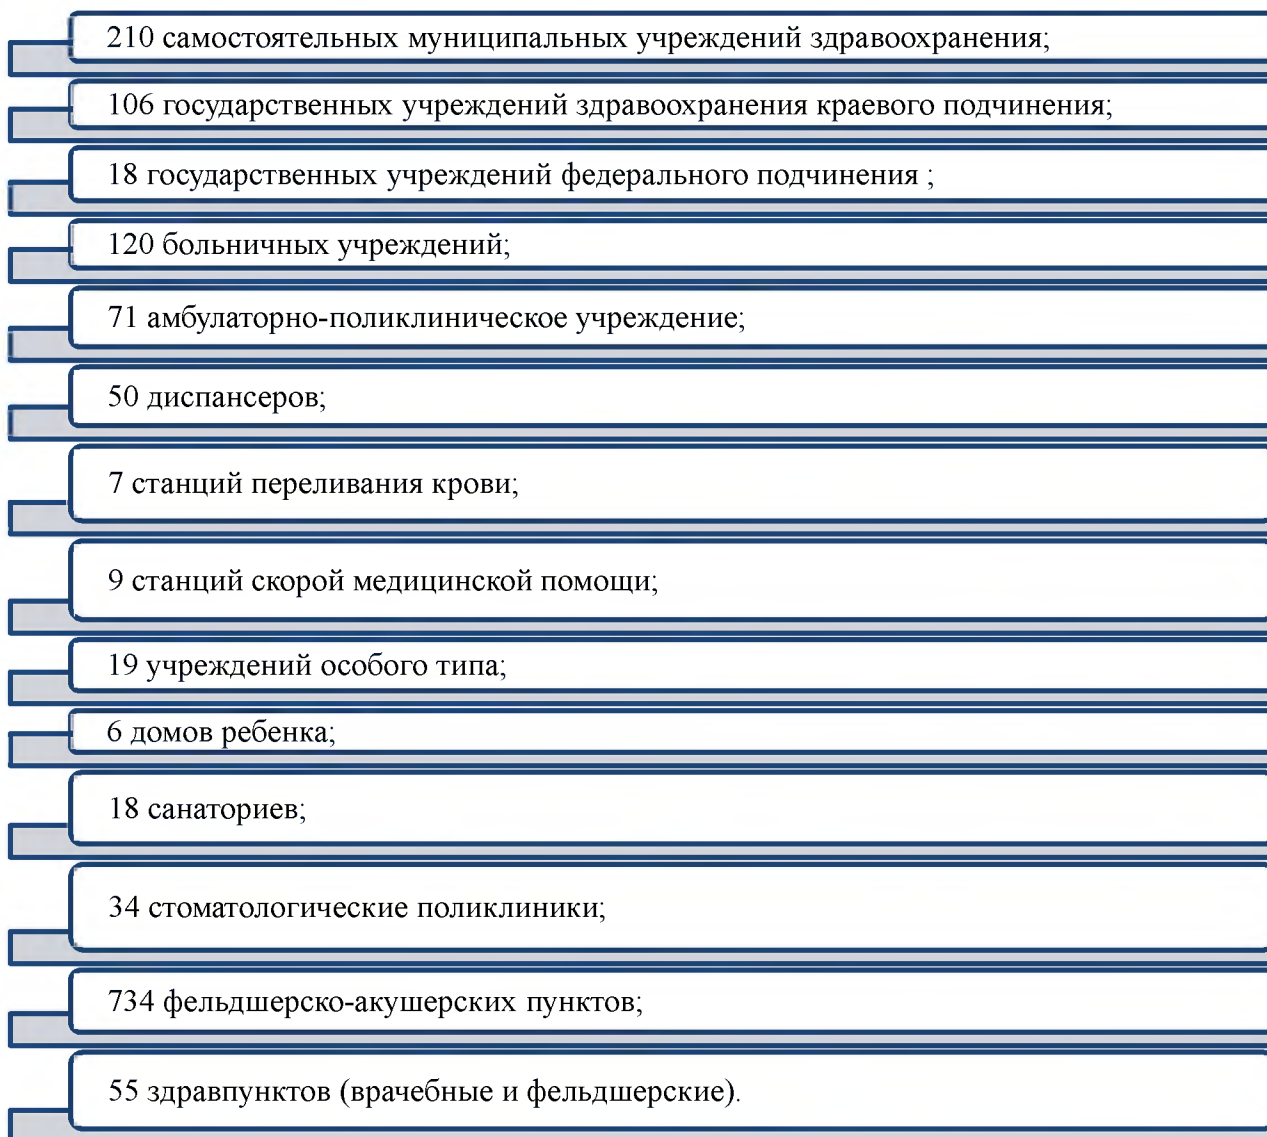 210 самостоятельных муниципальных учреждений здравоохранения;
106 государственных учреждений здравоохранения краевого подчинения;
18 государственных учреждений федерального подчинения ;
120 больничных учреждений;
71 амбулаторно-поликлиническое учреждение;
50 диспансеров;
7 станций переливания крови;
9 станций скорой медицинской помощи;
19 учреждений особого типа;
6 домов ребенка;
18 санаториев;
34 стоматологические поликлиники;
734 фельдшерско-акушерских пунктов;
55 здравпунктов (врачебные и фельдшерские).